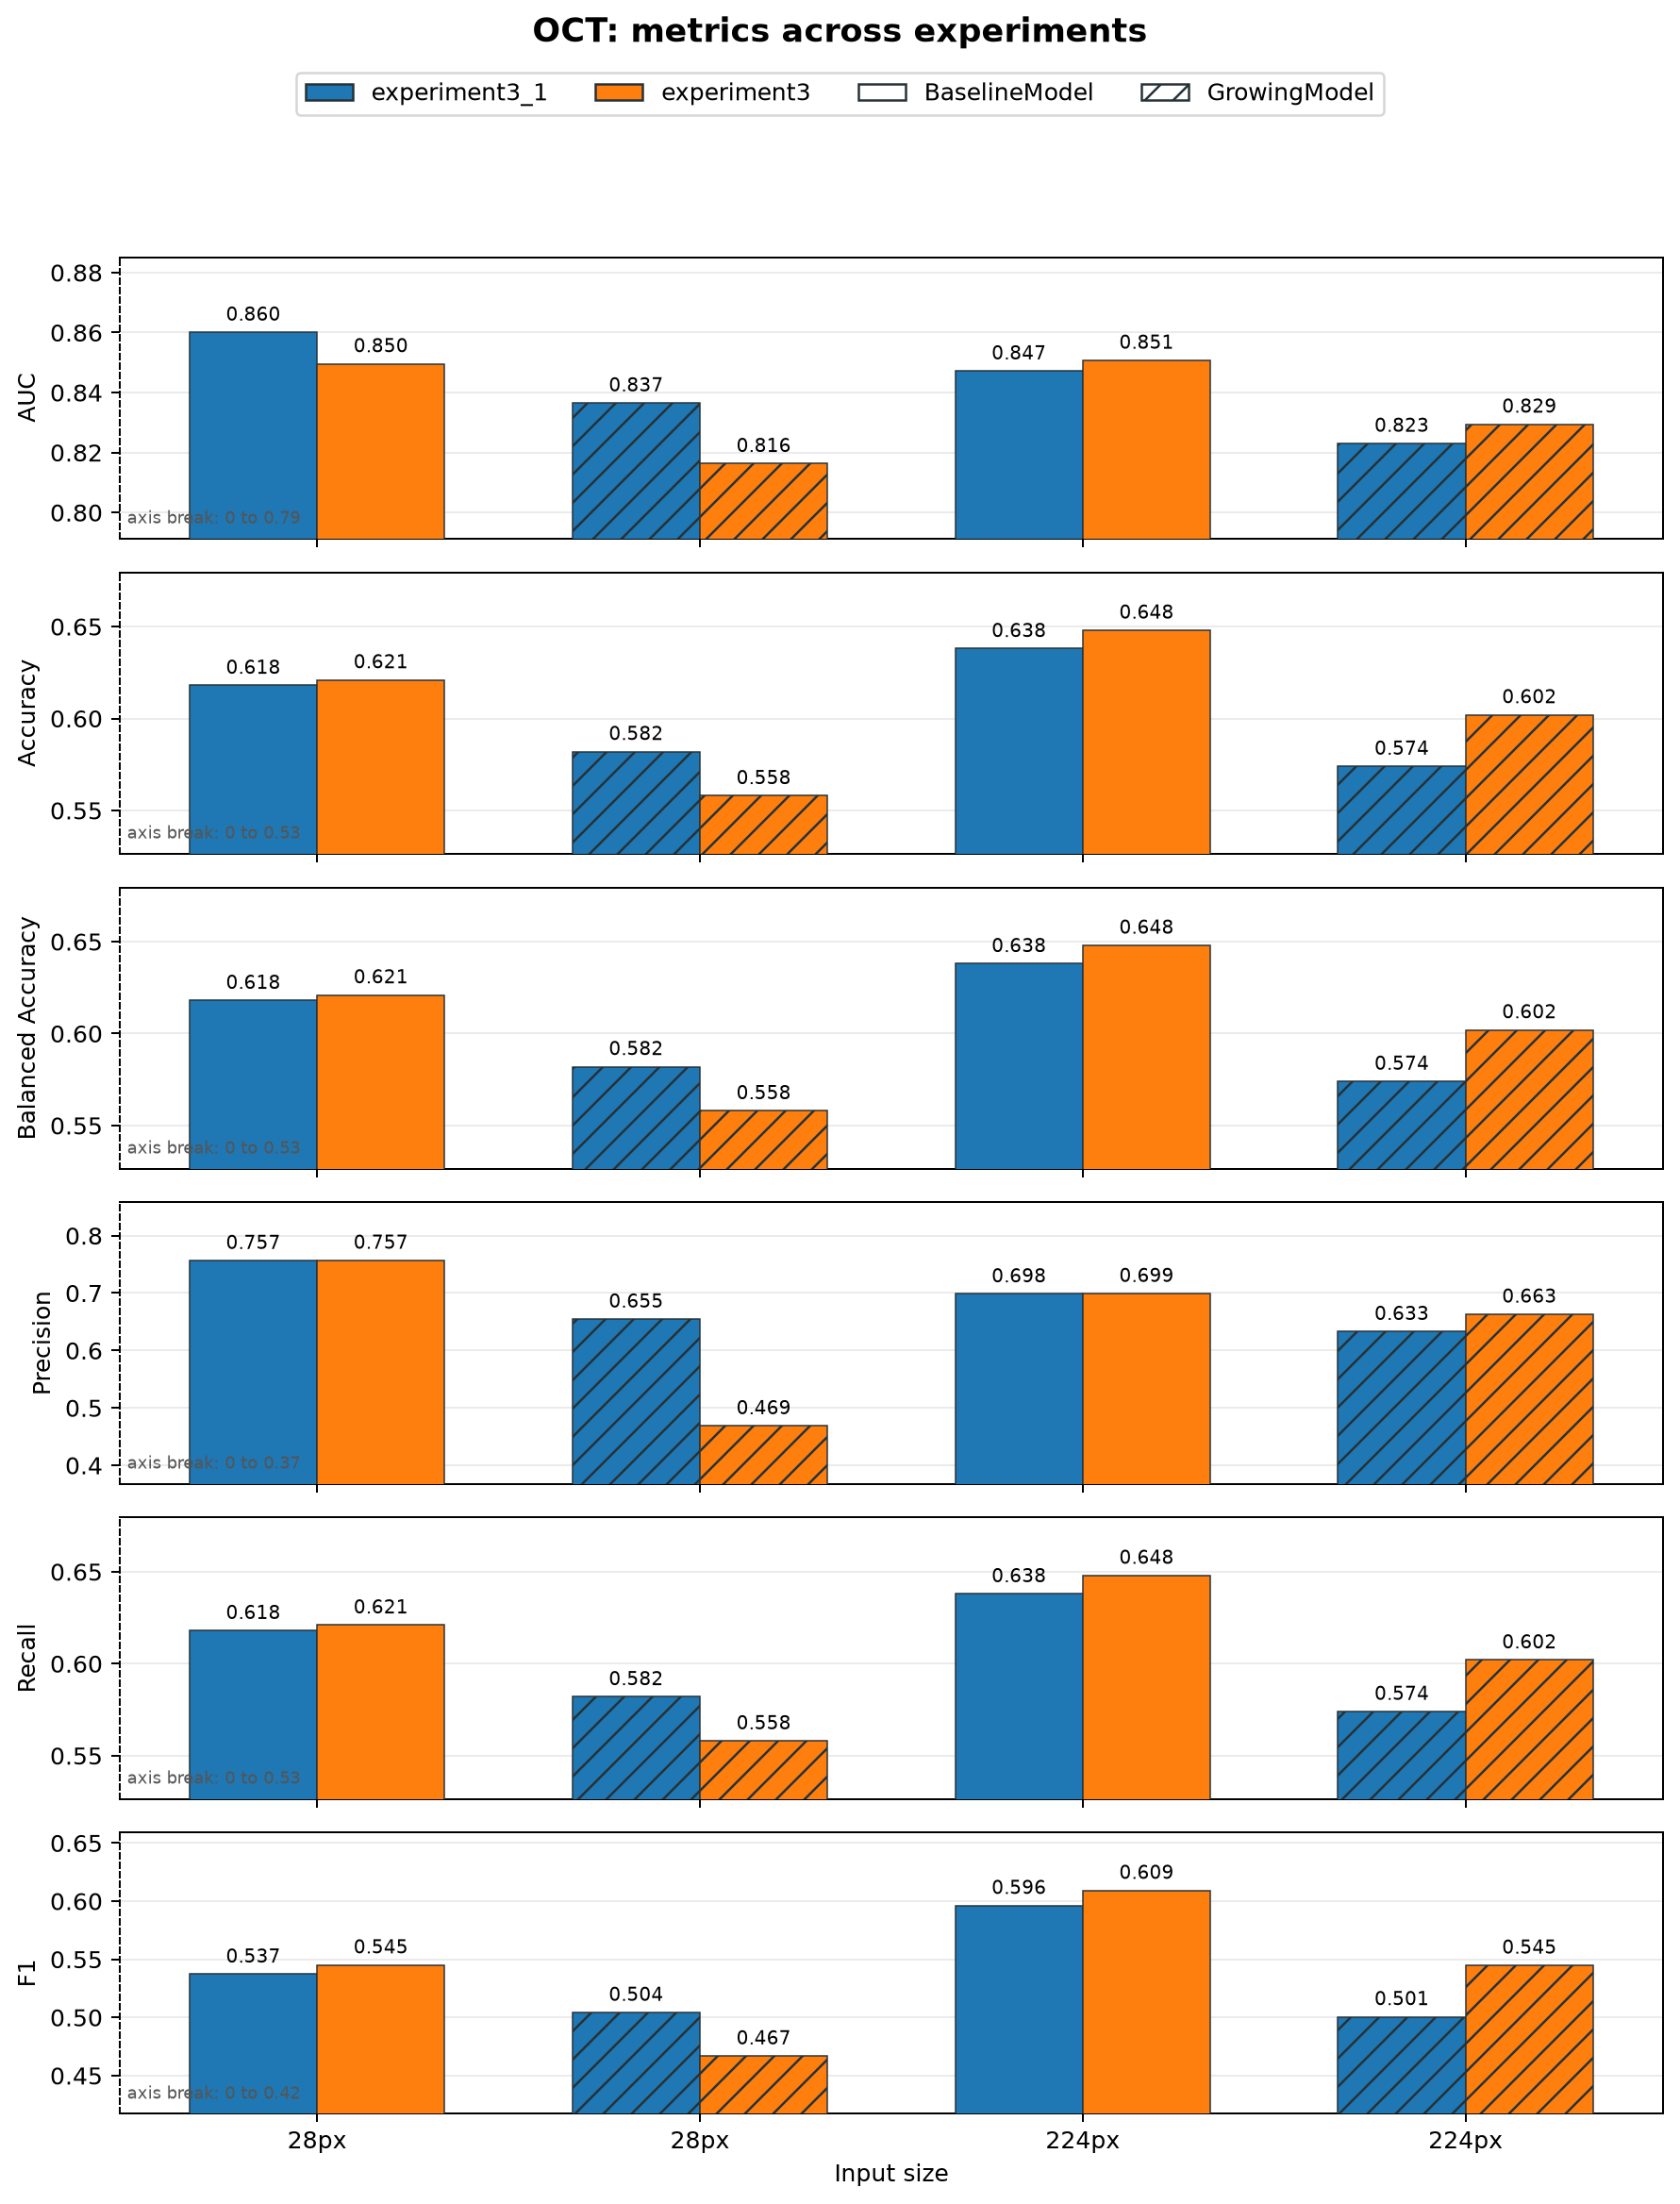 OCT: metrics across experiments
experiment3_1 experiment3 BaselineModel GrowingModel
AUC
0.88
0.86
0.84
0.82
0.80
0.860 0.850 0.837 0.816 0.847 0.851 0.823 0.829
axis break: 0 to 0.79
Accuracy
0.65
0.60
0.55
0.618 0.621 0.582 0.558 0.638 0.648 0.574 0.602
axis break: 0 to 0.53
Balanced Accuracy
0.65
0.60
0.55
0.618 0.621 0.582 0.558 0.638 0.648 0.574 0.602
axis break: 0 to 0.53
Precision
0.8
0.7
0.6
0.5
0.4
0.757 0.757 0.655 0.469 0.698 0.699 0.633 0.663
axis break: 0 to 0.37
Recall
0.65
0.60
0.55
0.618 0.621 0.582 0.558 0.638 0.648 0.574 0.602
axis break: 0 to 0.53
F1
0.65
0.60
0.55
0.50
0.45
0.537 0.545 0.504 0.467 0.596 0.609 0.501 0.545
axis break: 0 to 0.42
28px 28px 224px 224px
Input size